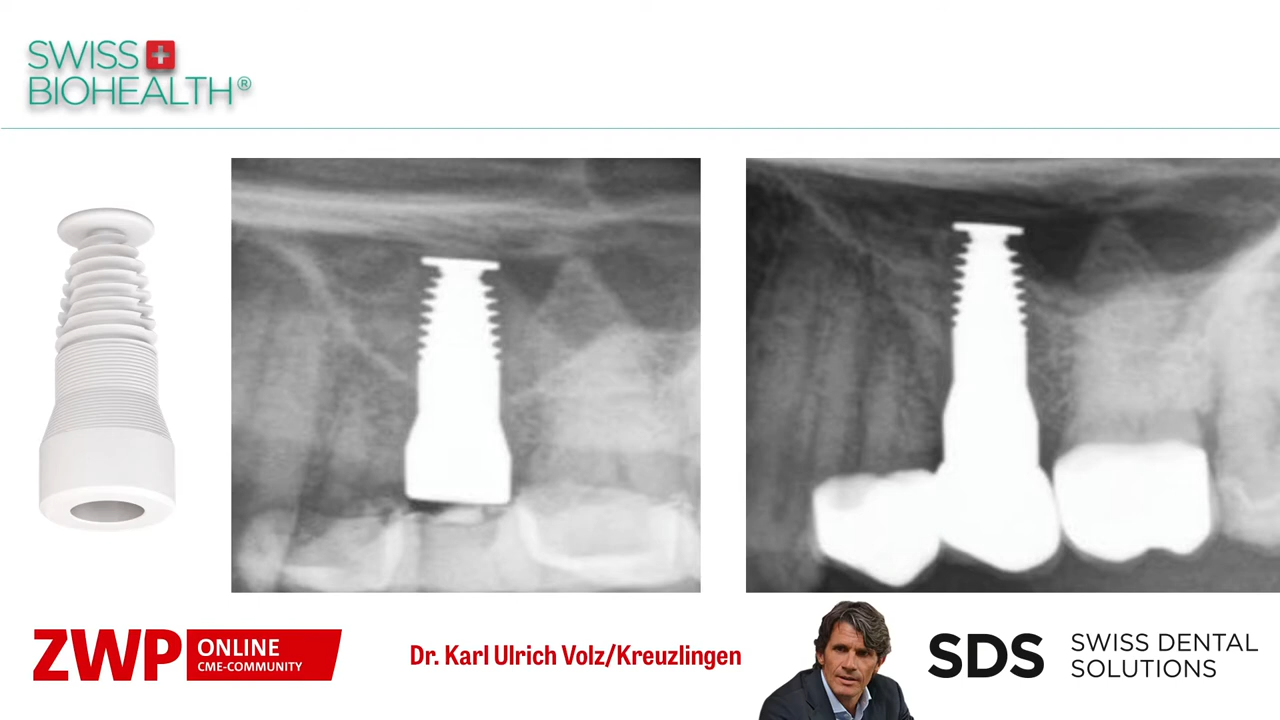 SWISS
BIOHEALTH®
ZWP ONLINE
CME-COMMUNITY
Dr. Karl Ulrich Volz/Kreuzlingen
SDS SWISS DENTAL
SOLUTIONS